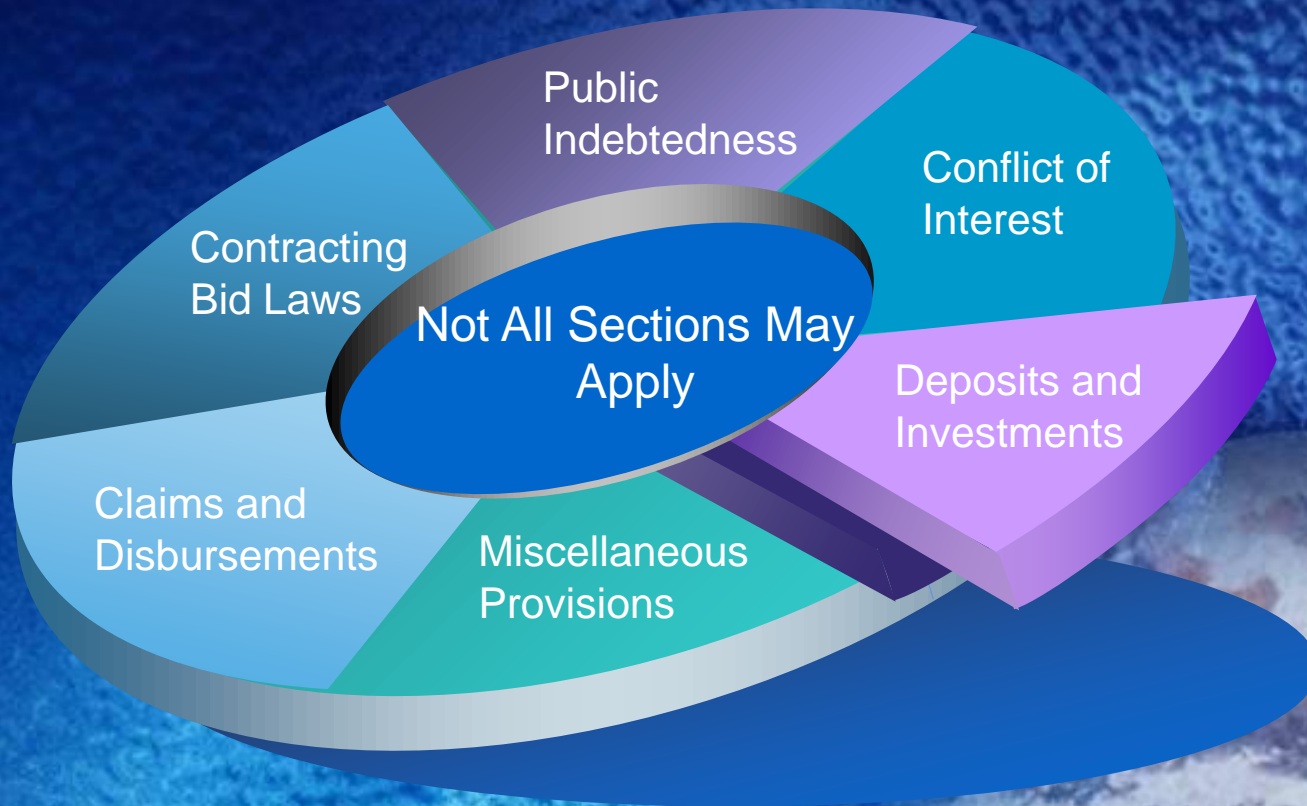 Public
Indebtedness
Conflict of
Interest
Contracting
Bid Laws
Not All Sections May
Apply
Deposits and
Investments
Claims and
Disbursements
Miscellaneous
Provisions